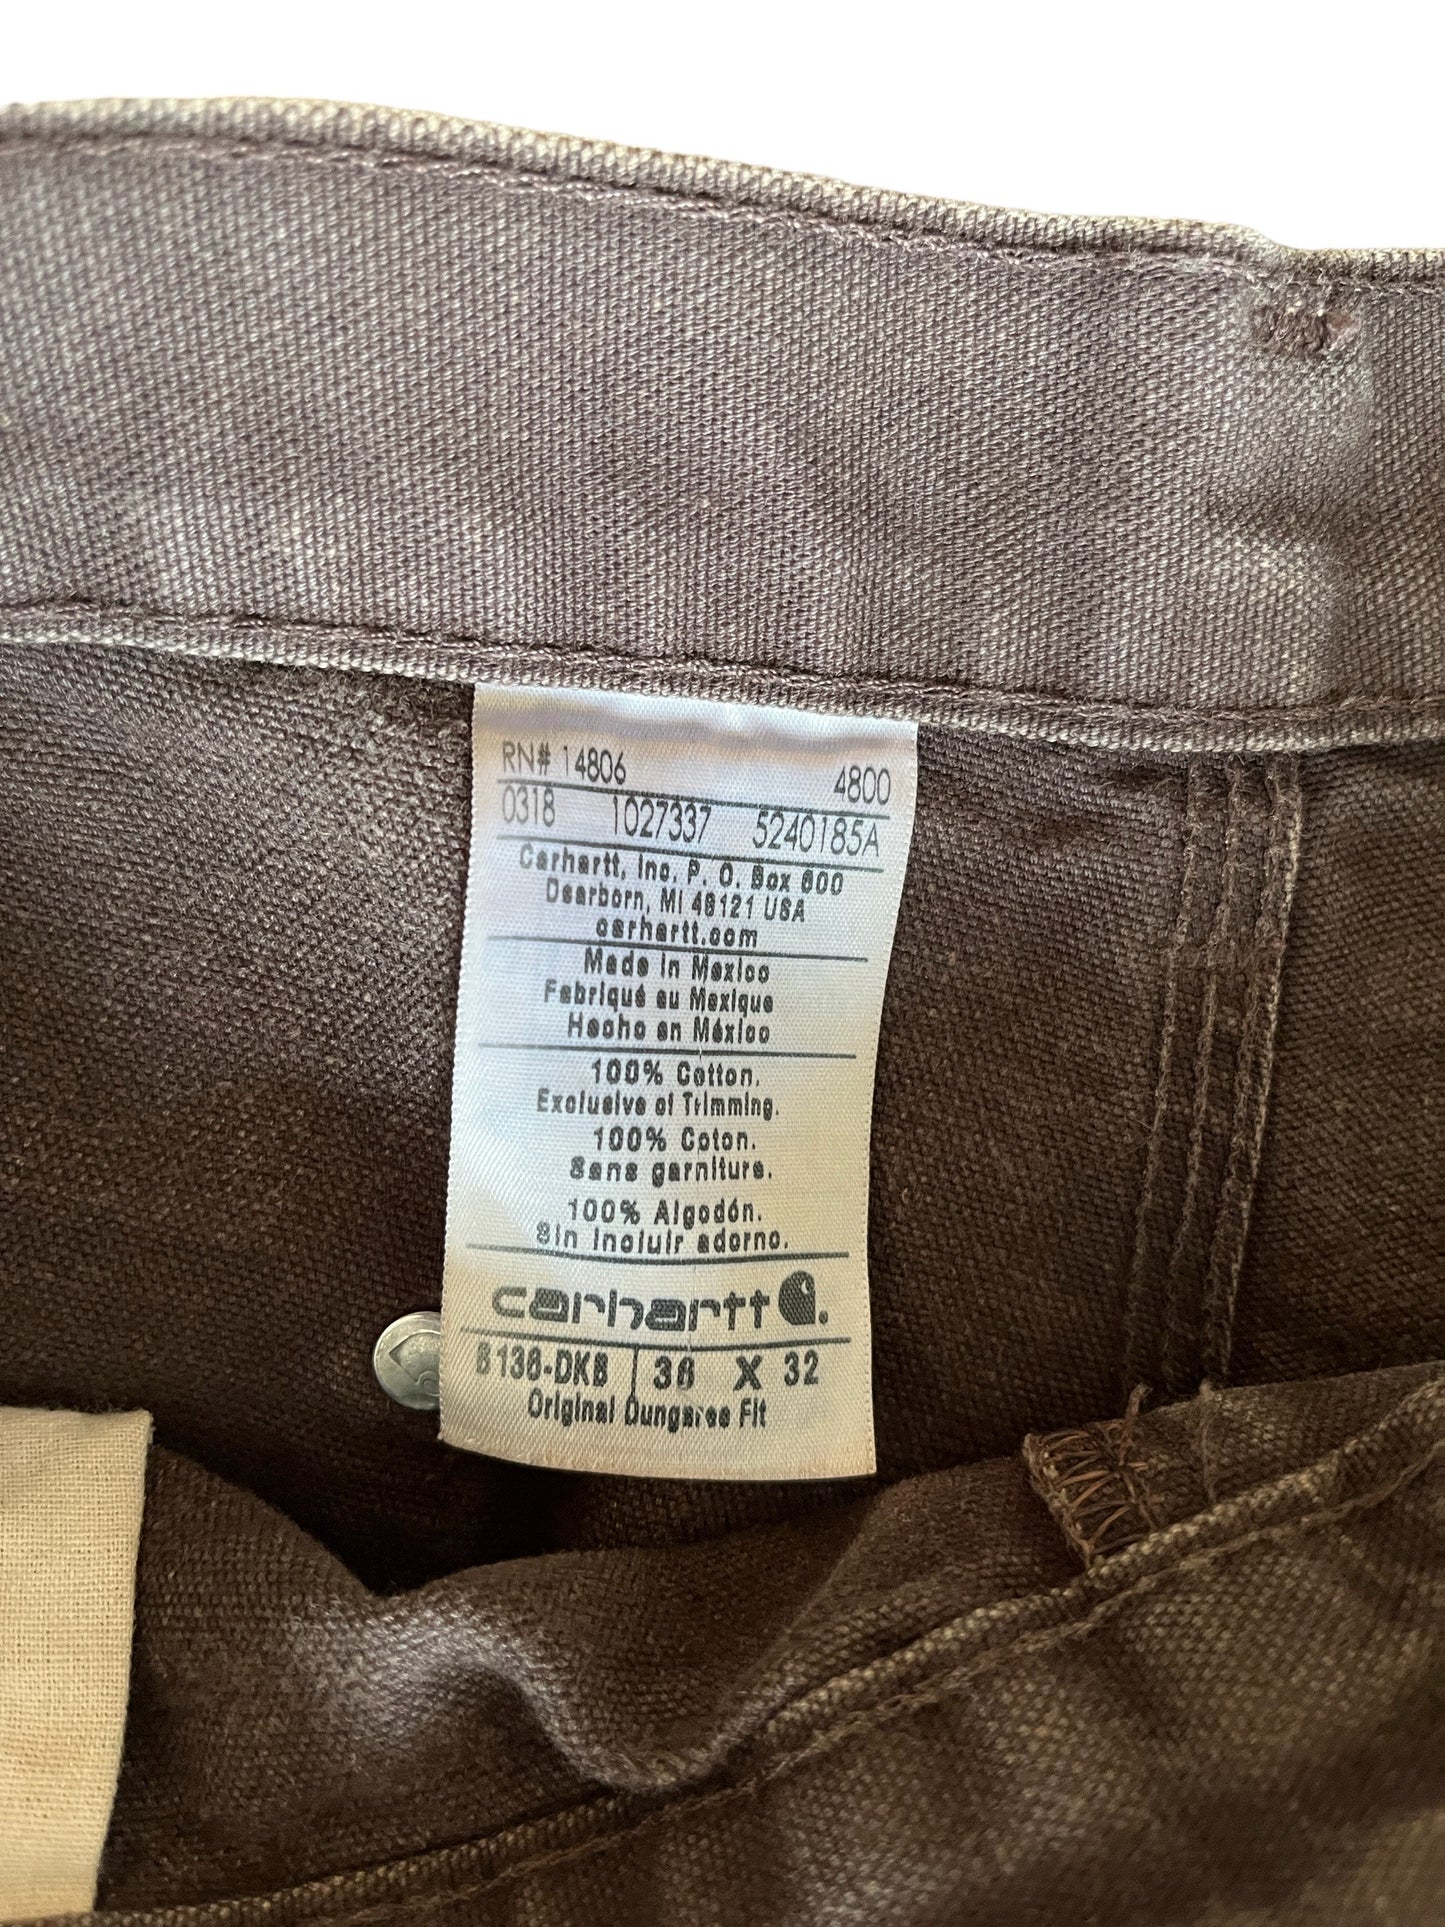 RN# 14806 4800
0318 1027337 5240185A
Carhartt, Inc. P. O. Box 600
Dearborn, MI 48121 USA
carhartt.com
Made in Mexico
Fabriqué au Mexique
Hecho en México
100% Cotton.
Exclusive of Trimming.
100% Coton.
Sans garniture.
100% Algodón.
Sin incluir adorno.
carhartt
B136-DKB 36 X 32
Original Dungaree Fit